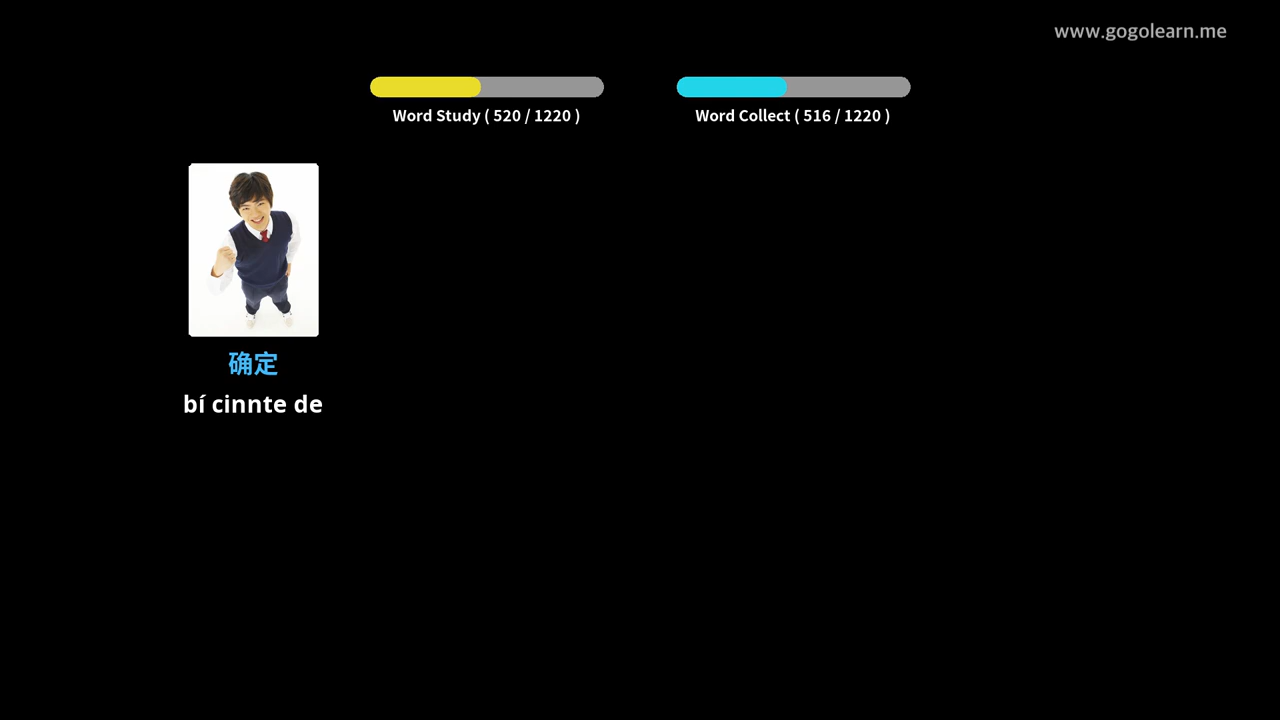 www.gogolearn.me
Word Study ( 520 / 1220 )
Word Collect ( 516 / 1220 )
确定
bí cinnte de